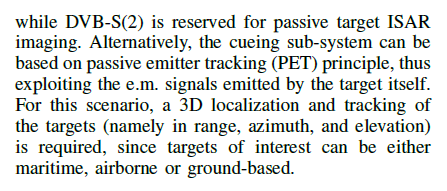 while DVB-S(2) is reserved for passive target ISAR
imaging. Alternatively, the cueing sub-system can be
based on passive emitter tracking (PET) principle, thus
exploiting the e.m. signals emitted by the target itself.
For this scenario, a 3D localization and tracking of
the targets (namely in range, azimuth, and elevation)
is required, since targets of interest can be either
maritime, airborne or ground-based.